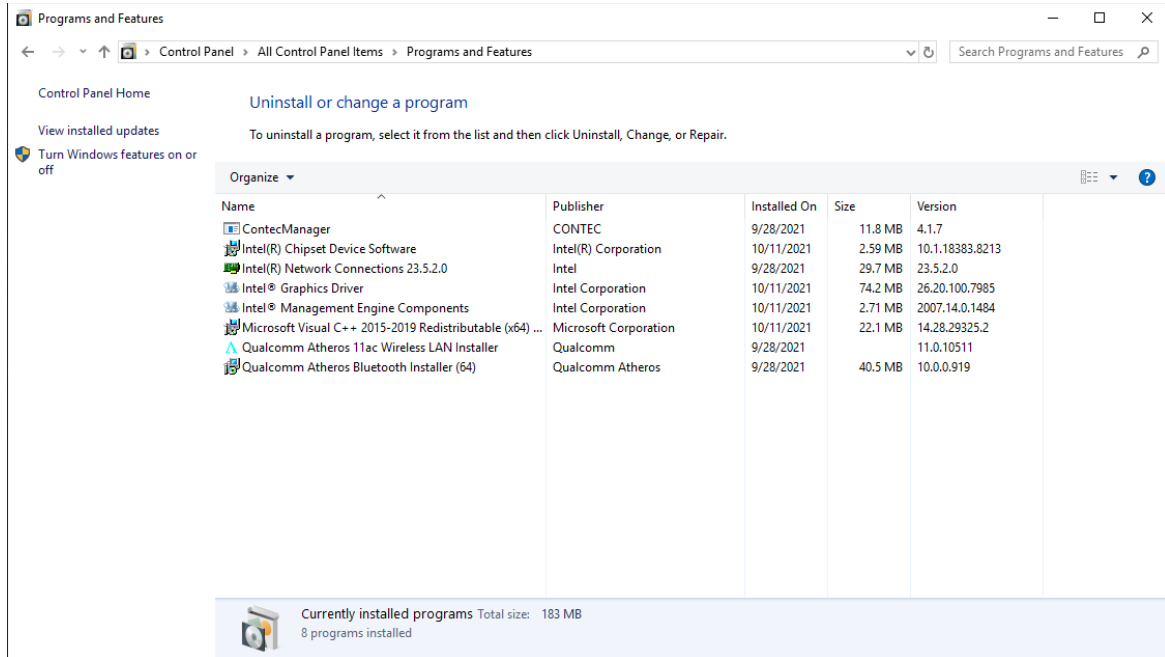 Programs and Features
Control Panel > All Control Panel Items > Programs and Features
Search Programs and Features
Control Panel Home
View installed updates
Turn Windows features on or
off
Uninstall or change a program
To uninstall a program, select it from the list and then click Uninstall, Change, or Repair.
Organize
Name Publisher Installed On Size Version
ContecManager CONTEC 9/28/2021 11.8 MB 4.1.7
Intel(R) Chipset Device Software Intel(R) Corporation 10/11/2021 2.59 MB 10.1.18383.8213
Intel(R) Network Connections 23.5.2.0 Intel 9/28/2021 29.7 MB 23.5.2.0
Intel® Graphics Driver Intel Corporation 10/11/2021 74.2 MB 26.20.100.7985
Intel® Management Engine Components Intel Corporation 10/11/2021 2.71 MB 2007.14.0.1484
Microsoft Visual C++ 2015-2019 Redistributable (x64) ... Microsoft Corporation 10/11/2021 22.1 MB 14.28.29325.2
Qualcomm Atheros 11ac Wireless LAN Installer Qualcomm 9/28/2021 11.0.10511
Qualcomm Atheros Bluetooth Installer (64) Qualcomm Atheros 9/28/2021 40.5 MB 10.0.0.919
Currently installed programs Total size: 183 MB
8 programs installed